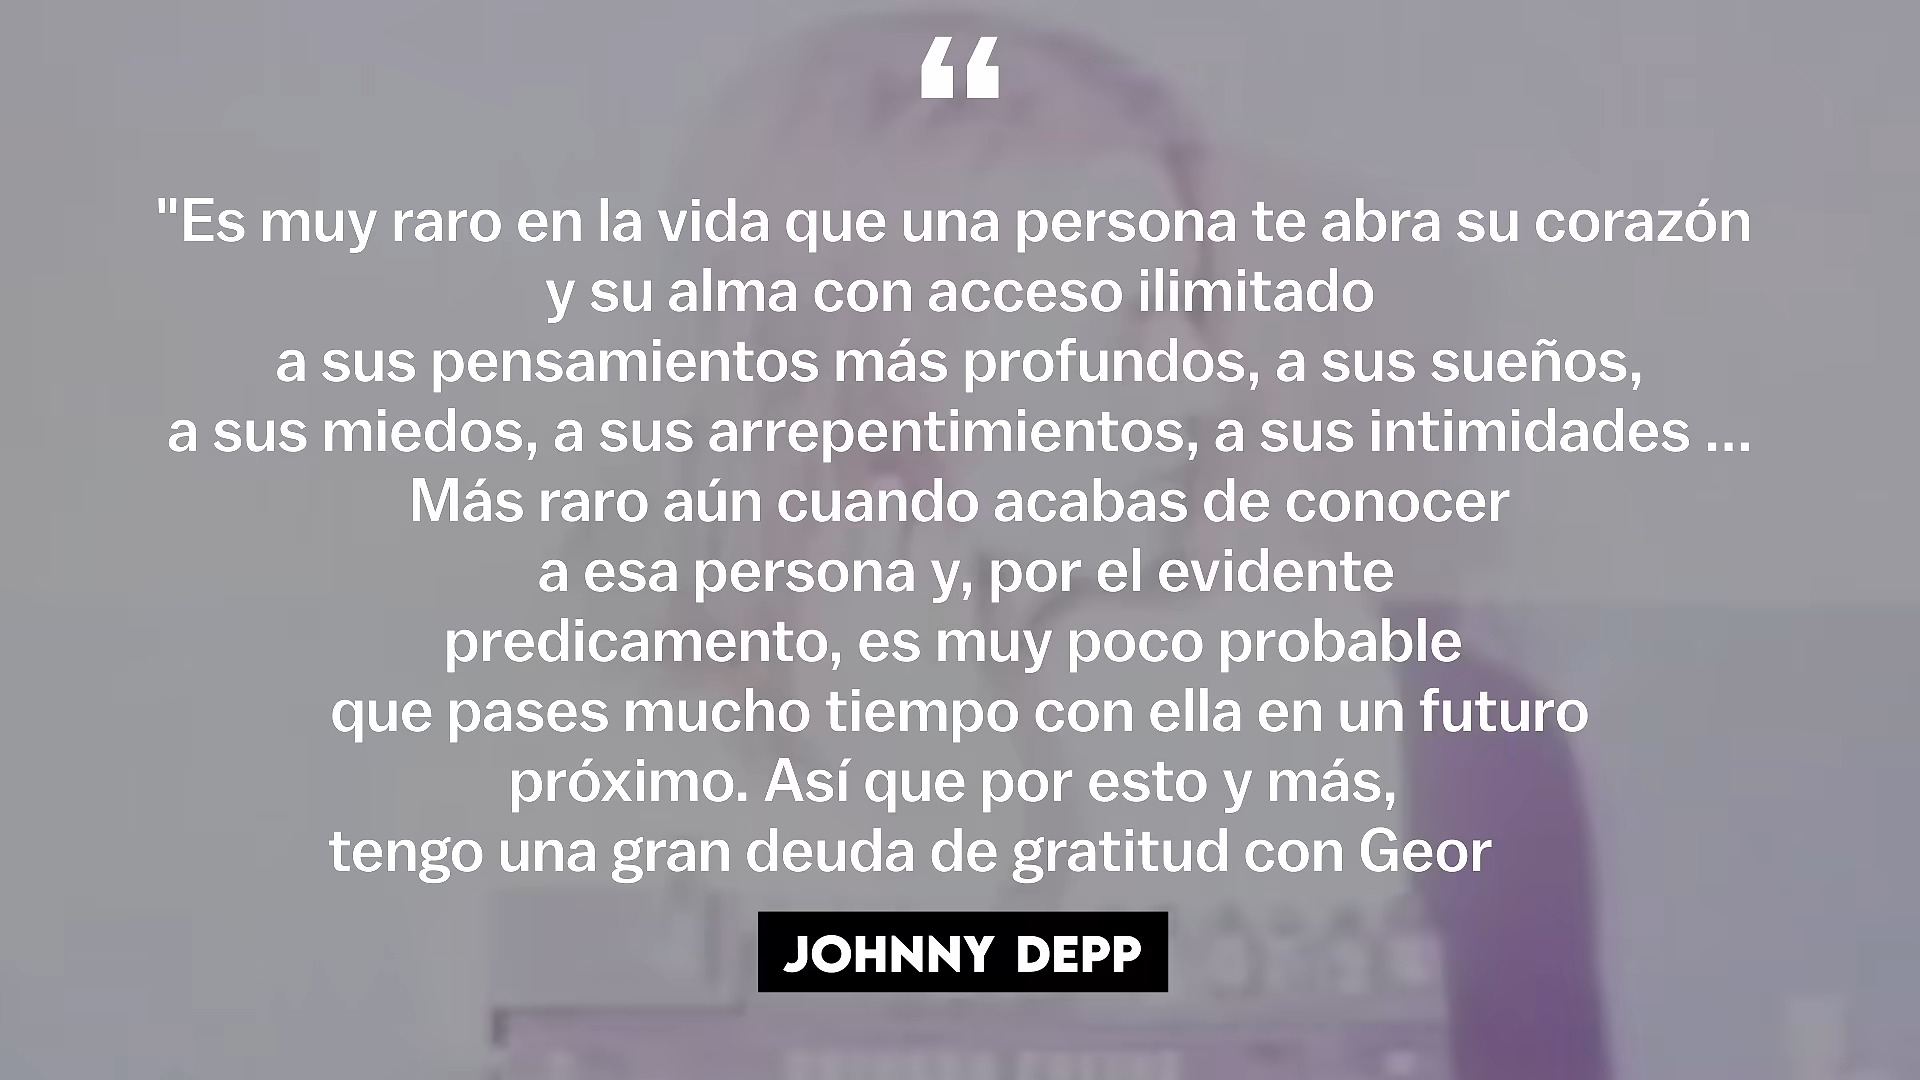 “
"Es muy raro en la vida que una persona te abra su corazón
y su alma con acceso ilimitado
a sus pensamientos más profundos, a sus sueños,
a sus miedos, a sus arrepentimientos, a sus intimidades ...
Más raro aún cuando acabas de conocer
a esa persona y, por el evidente
predicamento, es muy poco probable
que pases mucho tiempo con ella en un futuro
próximo. Así que por esto y más,
tengo una gran deuda de gratitud con Geor
JOHNNY DEPP